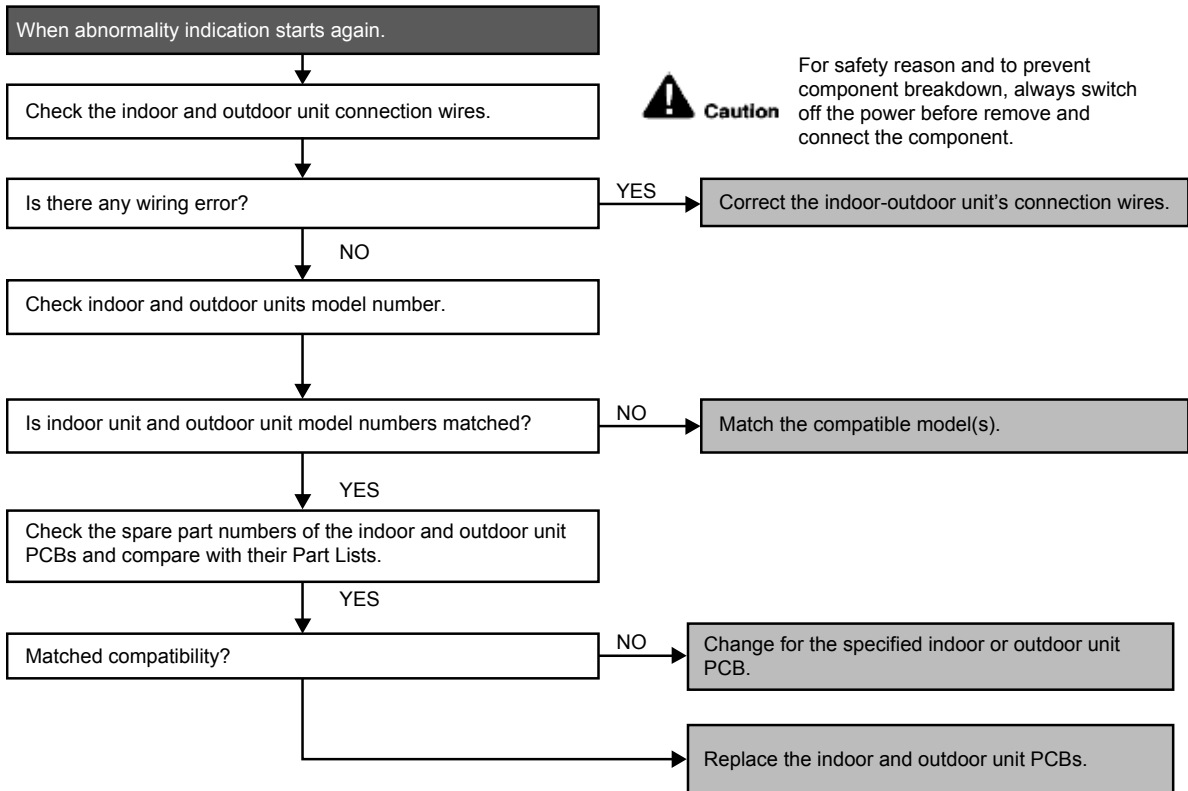 When abnormality indication starts again.
Check the indoor and outdoor unit connection wires.
Caution
For safety reason and to prevent
component breakdown, always switch
off the power before remove and
connect the component.
Is there any wiring error?
YES
Correct the indoor-outdoor unit's connection wires.
NO
Check indoor and outdoor units model number.
Is indoor unit and outdoor unit model numbers matched?
NO
Match the compatible model(s).
YES
Check the spare part numbers of the indoor and outdoor unit
PCBs and compare with their Part Lists.
YES
Matched compatibility?
NO
Change for the specified indoor or outdoor unit
PCB.
Replace the indoor and outdoor unit PCBs.